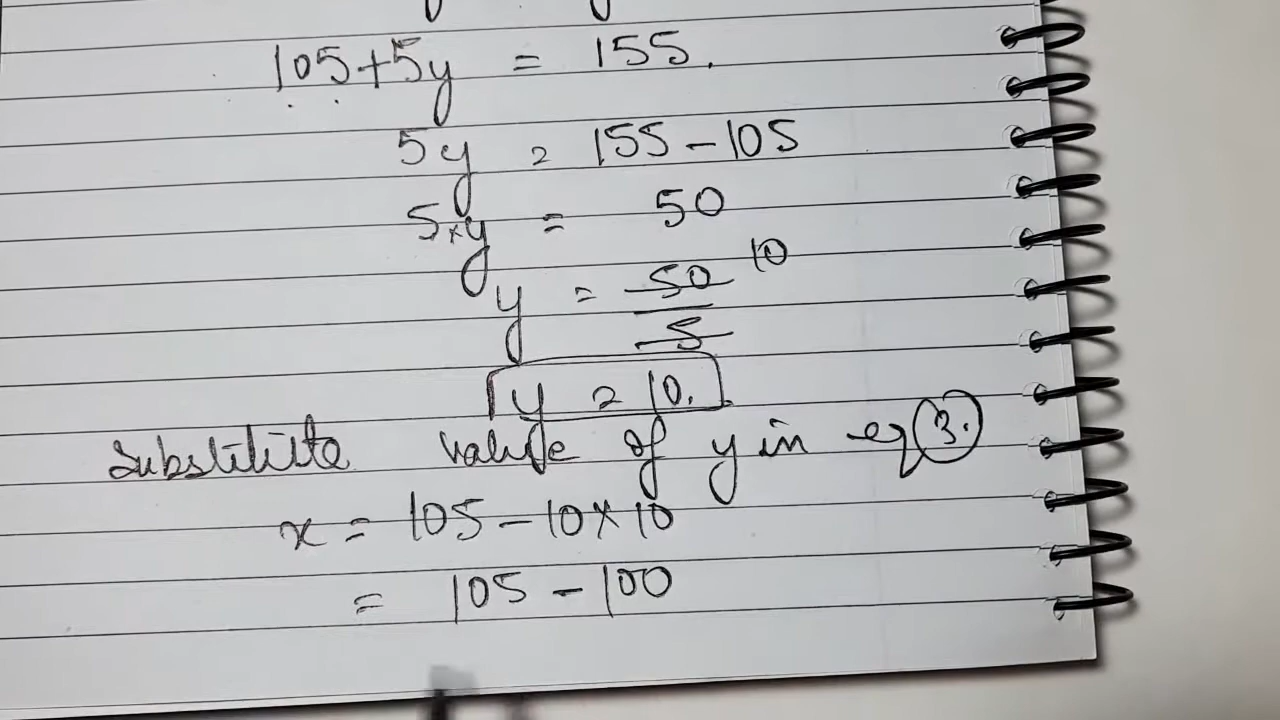 105+5y = 155.
5y = 155-105
5×y = 50
y = 50/5 10
y = 10.
Substitute value of y in eq 3.
x = 105-10×10
= 105-100